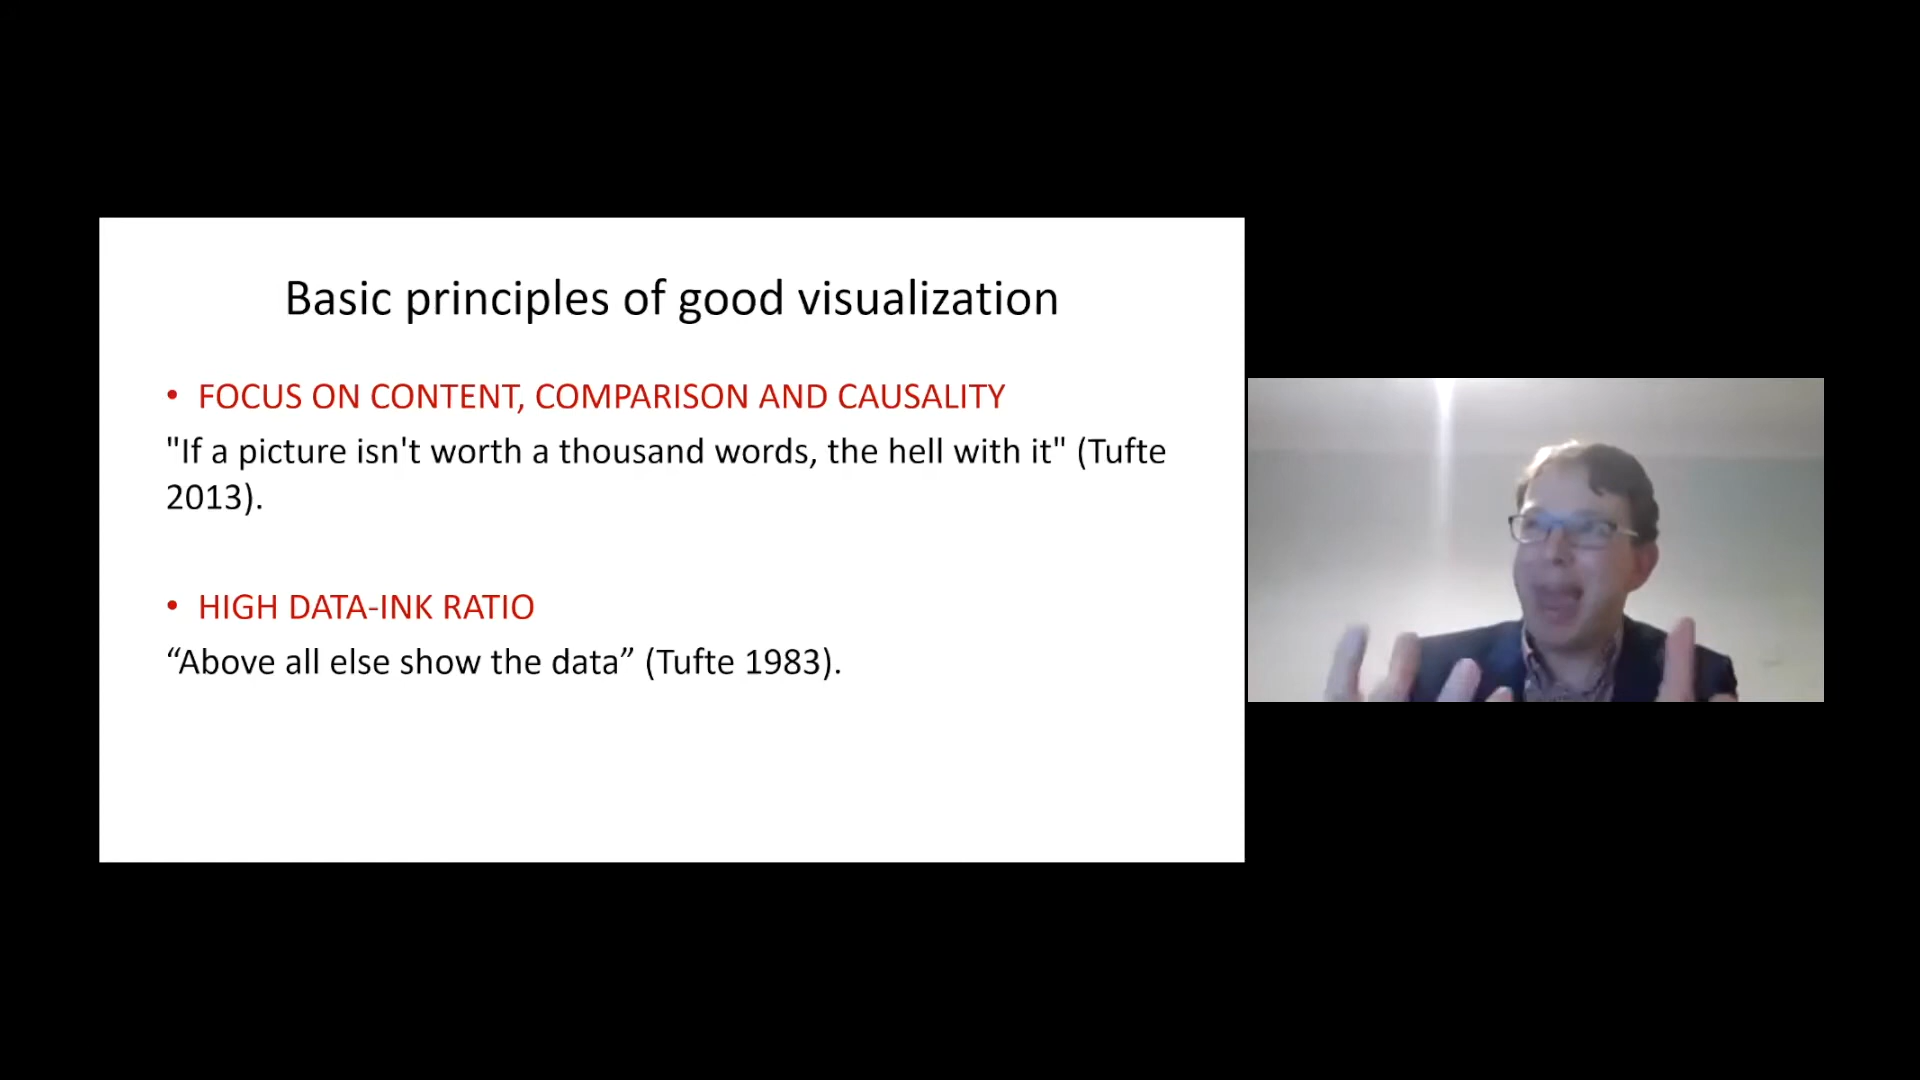 Basic principles of good visualization
• FOCUS ON CONTENT, COMPARISON AND CAUSALITY
"If a picture isn't worth a thousand words, the hell with it" (Tufte
2013).
• HIGH DATA-INK RATIO
“Above all else show the data” (Tufte 1983).